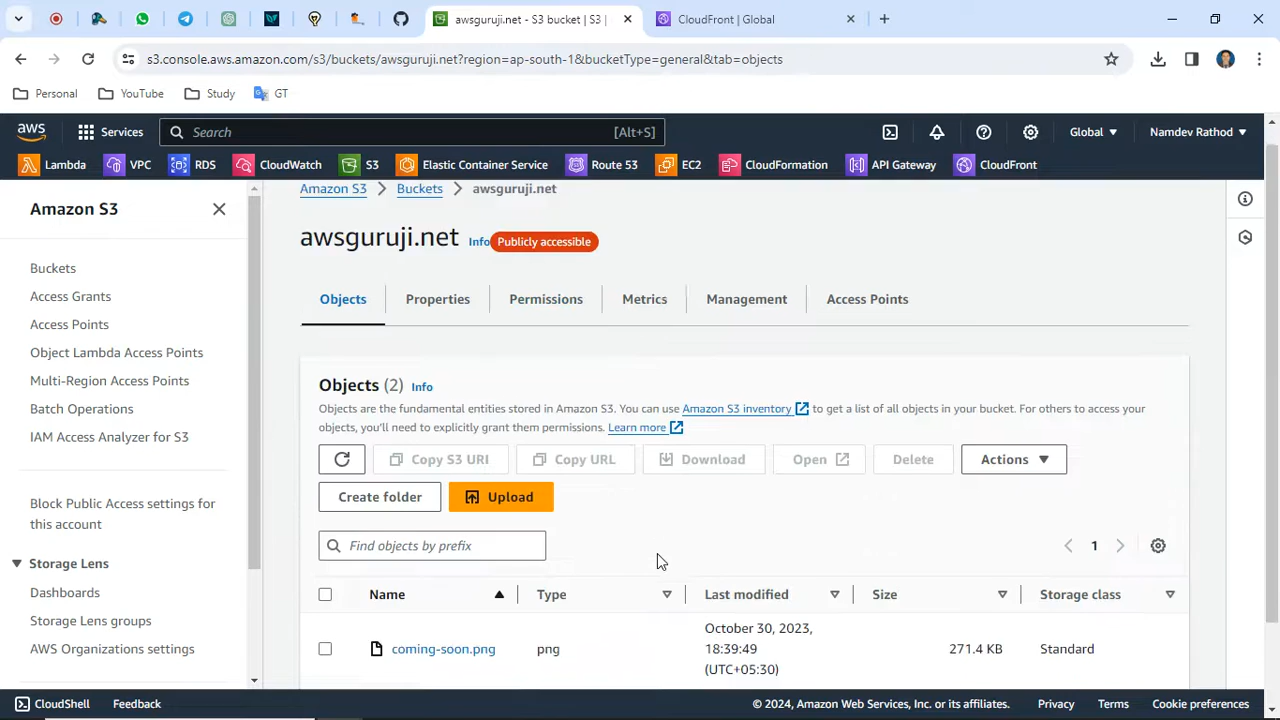 awsguruji.net - S3 bucket | S3 |
CloudFront | Global
s3.console.aws.amazon.com/s3/buckets/awsguruji.net?region=ap-south-1&bucketType=general&tab=objects
Personal
YouTube
Study
GT
aws
Services
Search
[Alt+S]
Global
Namdev Rathod
Lambda
VPC
RDS
CloudWatch
S3
Elastic Container Service
Route 53
EC2
CloudFormation
API Gateway
CloudFront
Amazon S3
Buckets
Access Grants
Access Points
Object Lambda Access Points
Multi-Region Access Points
Batch Operations
IAM Access Analyzer for S3
Block Public Access settings for
this account
Storage Lens
Dashboards
Storage Lens groups
AWS Organizations settings
Amazon S3 > Buckets > awsguruji.net
awsguruji.net Info Publicly accessible
Objects
Properties
Permissions
Metrics
Management
Access Points
Objects (2) Info
Objects are the fundamental entities stored in Amazon S3. You can use Amazon S3 inventory to get a list of all objects in your bucket. For others to access your
objects, you'll need to explicitly grant them permissions. Learn more
Copy S3 URI
Copy URL
Download
Open
Delete
Actions
Create folder
Upload
Find objects by prefix
1
Name
Type
Last modified
Size
Storage class
coming-soon.png
png
October 30, 2023,
18:39:49
(UTC+05:30)
271.4 KB
Standard
CloudShell
Feedback
© 2024, Amazon Web Services, Inc. or its affiliates.
Privacy
Terms
Cookie preferences